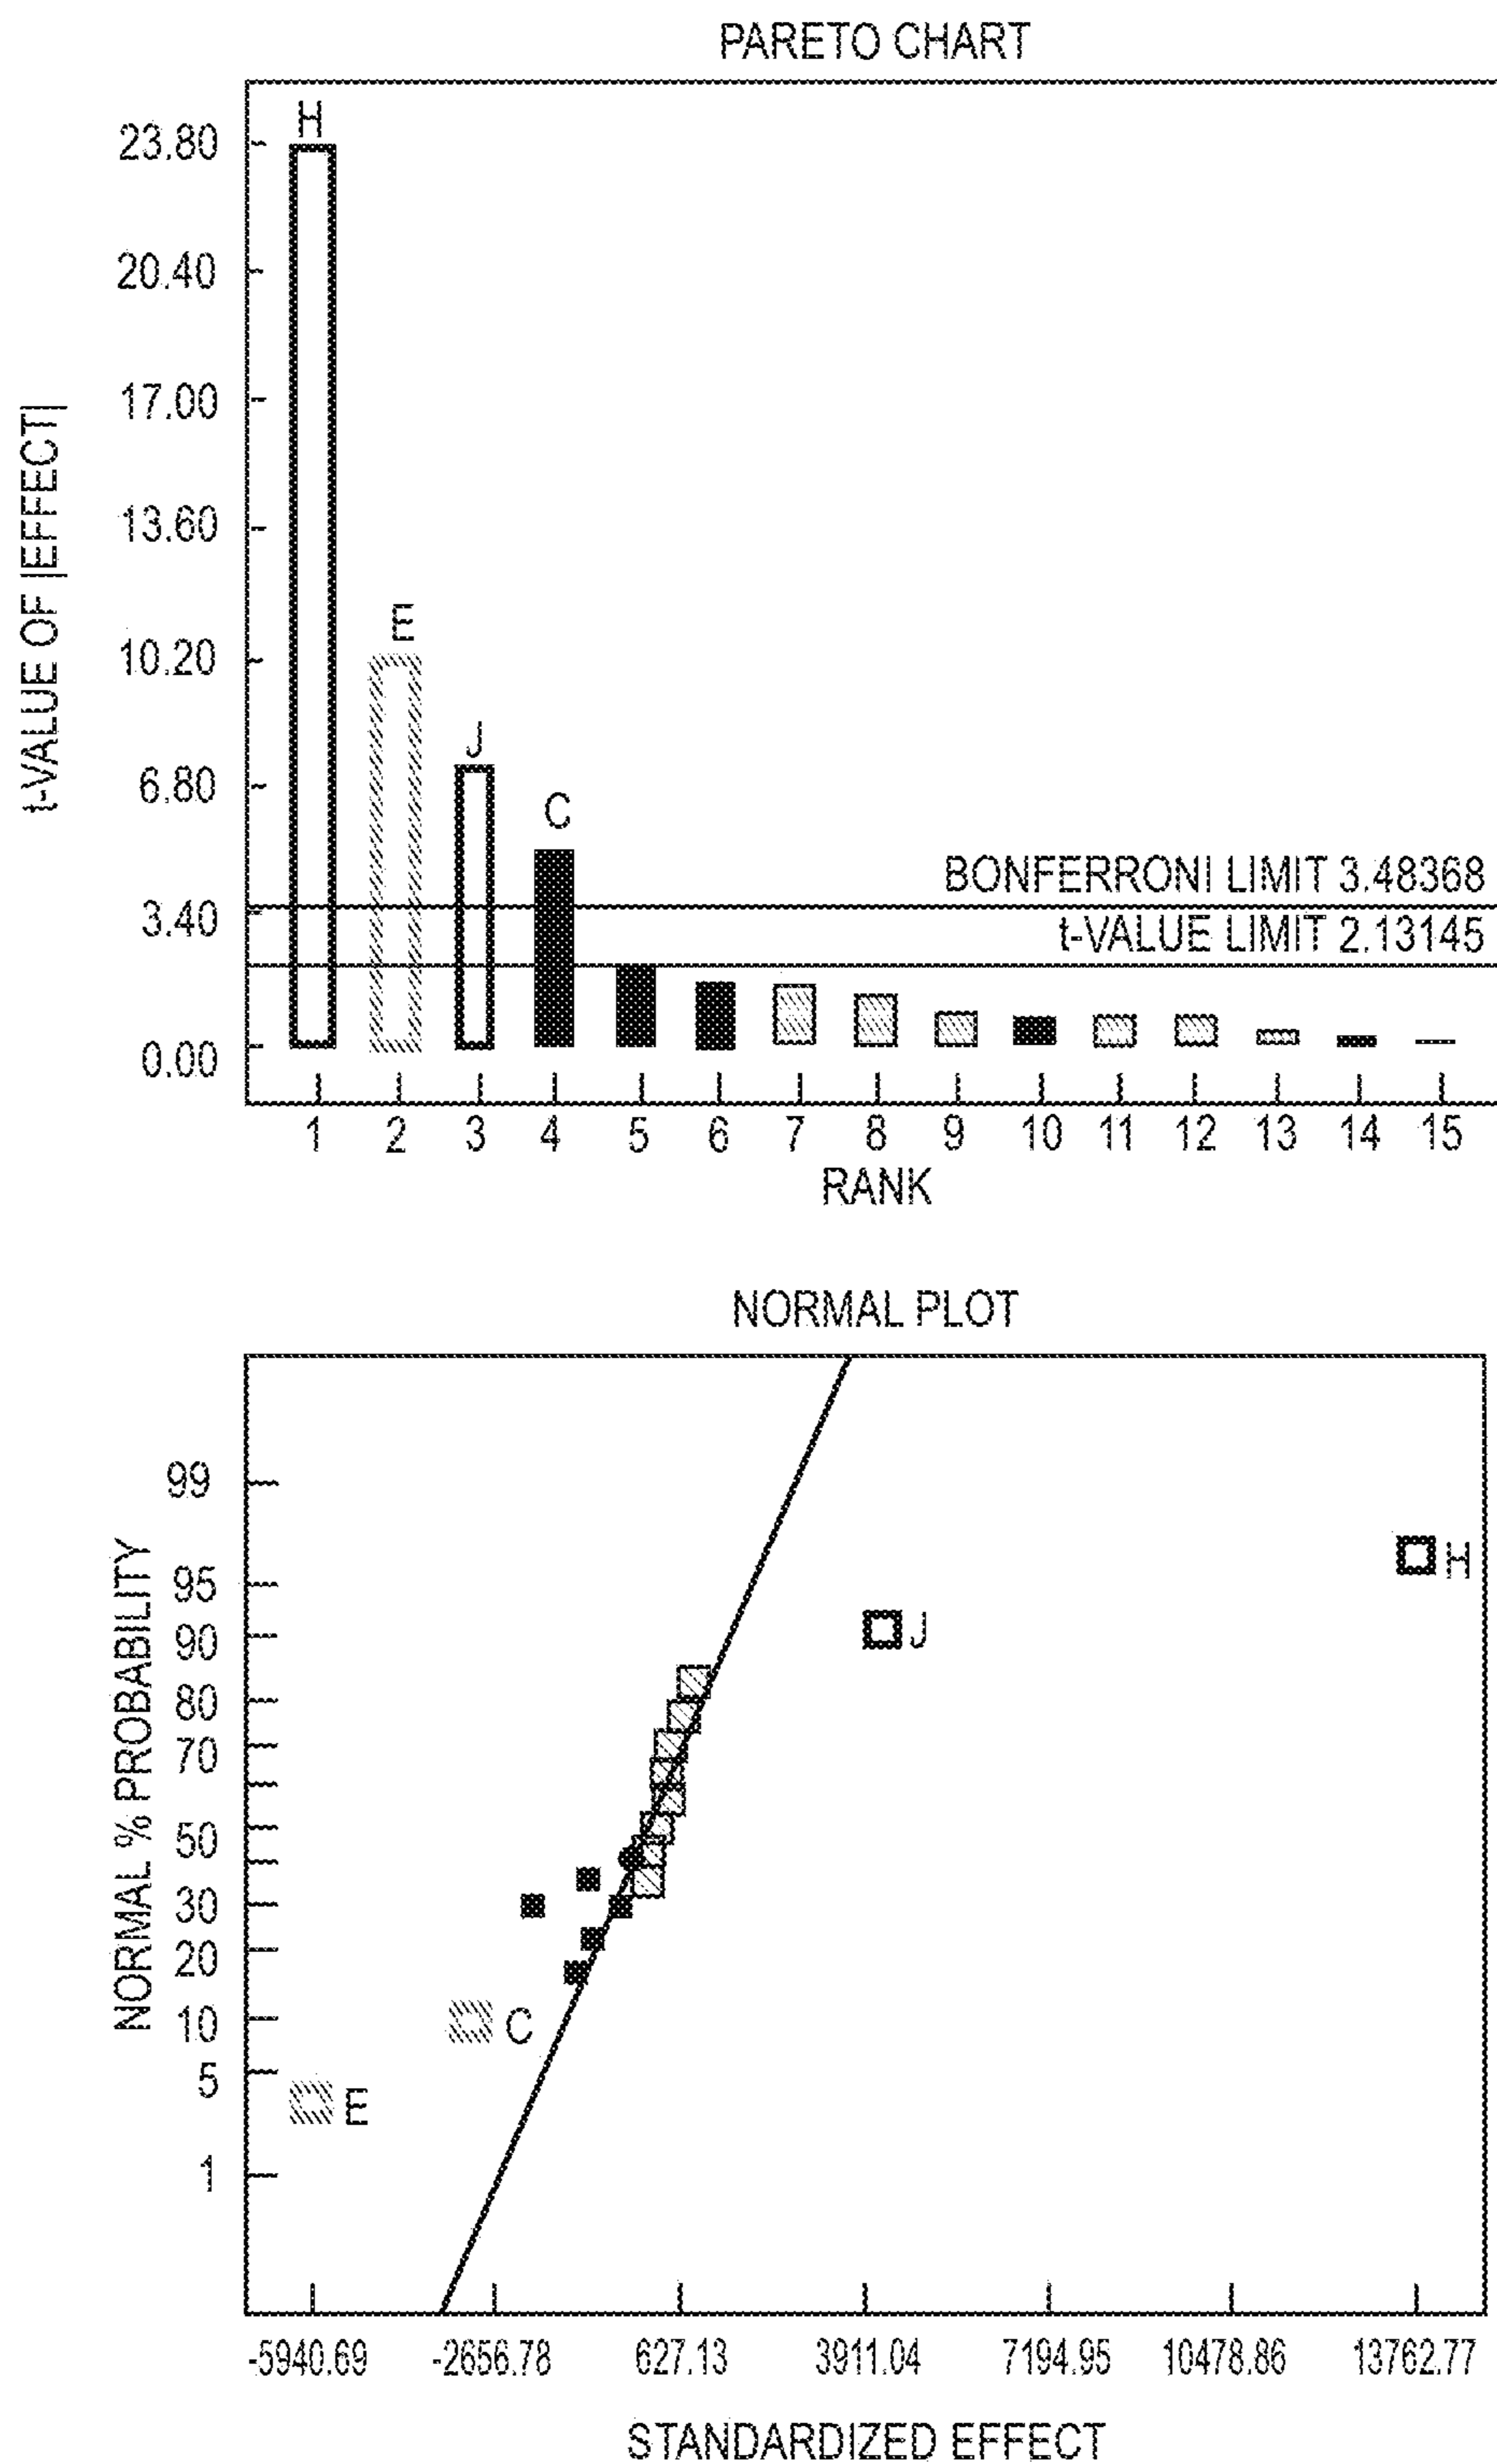 PARETO CHART
t-VALUE OF |EFFECT|
23.80
20.40
17.00
13.60
10.20
6.80
3.40
0.00
H
E
J
C
BONFERRONI LIMIT 3.48368
t-VALUE LIMIT 2.13145
1 2 3 4 5 6 7 8 9 10 11 12 13 14 15
RANK
NORMAL PLOT
NORMAL % PROBABILITY
99
95
90
80
70
50
30
20
10
5
1
H
J
C
E
-5940.69 -2656.78 627.13 3911.04 7194.95 10478.86 13762.77
STANDARDIZED EFFECT